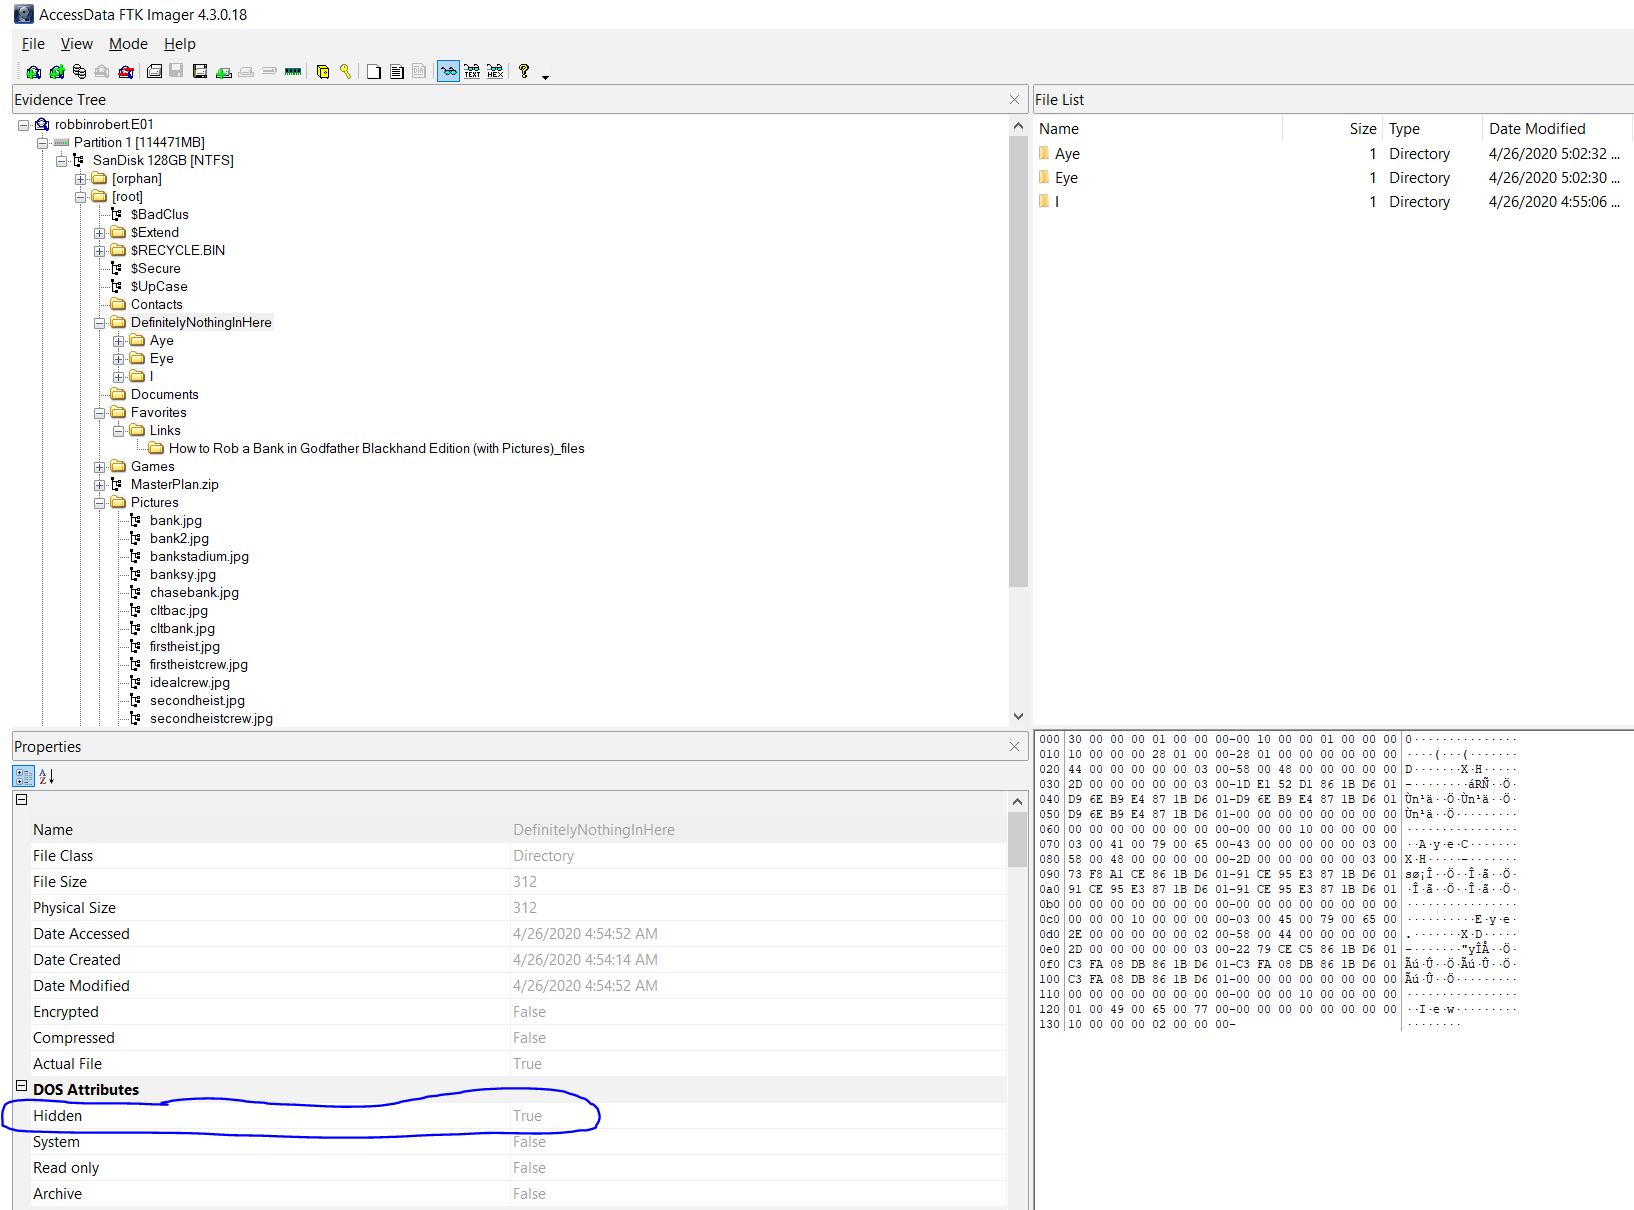 AccessData FTK Imager 4.3.0.18
File View Mode Help
Evidence Tree
robbinrobert.E01
Partition 1 [114471MB]
SanDisk 128GB [NTFS]
[orphan]
[root]
$BadClus
$Extend
$RECYCLE.BIN
$Secure
$UpCase
Contacts
DefinitelyNothingInHere
Aye
Eye
I
Documents
Favorites
Links
How to Rob a Bank in Godfather Blackhand Edition (with Pictures)_files
Games
MasterPlan.zip
Pictures
bank.jpg
bank2.jpg
bankstadium.jpg
banksy.jpg
chasebank.jpg
cltbac.jpg
cltbank.jpg
firstheist.jpg
firstheistcrew.jpg
idealcrew.jpg
secondheist.jpg
secondheistcrew.jpg
File List
Name Size Type Date Modified
Aye 1 Directory 4/26/2020 5:02:32 ...
Eye 1 Directory 4/26/2020 5:02:30 ...
I 1 Directory 4/26/2020 4:55:06 ...
Properties
Name DefinitelyNothingInHere
File Class Directory
File Size 312
Physical Size 312
Date Accessed 4/26/2020 4:54:52 AM
Date Created 4/26/2020 4:54:14 AM
Date Modified 4/26/2020 4:54:52 AM
Encrypted False
Compressed False
Actual File True
DOS Attributes
Hidden True
System False
Read only False
Archive False
000 30 00 00 00 01 00 00 00-00 10 00 00 01 00 00 00 0···············
010 10 00 00 00 28 01 00 00-28 01 00 00 00 00 00 00 ····(···(·······
020 44 00 00 00 00 00 03 00-58 00 48 00 00 00 00 00 D·······X·H·····
030 2D 00 00 00 00 00 03 00-1D E1 52 D1 86 1B D6 01 -········áRÑ··Ö·
040 D9 6E B9 E4 87 1B D6 01-D9 6E B9 E4 87 1B D6 01 Ùn¹ä··Ö·Ùn¹ä··Ö·
050 D9 6E B9 E4 87 1B D6 01-00 00 00 00 00 00 00 00 Ùn¹ä··Ö·········
060 00 00 00 00 00 00 00 00-00 00 00 10 00 00 00 00 ················
070 03 00 41 00 79 00 65 00-43 00 00 00 00 00 03 00 ··A·y·e·C·······
080 58 00 48 00 00 00 00 00-2D 00 00 00 00 00 03 00 X·H·····-·······
090 73 F8 A1 CE 86 1B D6 01-91 CE 95 E3 87 1B D6 01 sø¡Î··Ö··Î·ã··Ö·
0a0 91 CE 95 E3 87 1B D6 01-91 CE 95 E3 87 1B D6 01 ·Î·ã··Ö··Î·ã··Ö·
0b0 00 00 00 00 00 00 00 00-00 00 00 00 00 00 00 00 ················
0c0 00 00 00 10 00 00 00 00-03 00 45 00 79 00 65 00 ··········E·y·e·
0d0 2E 00 00 00 00 00 02 00-58 00 44 00 00 00 00 00 .·······X·D·····
0e0 2D 00 00 00 00 00 03 00-22 79 CE C5 86 1B D6 01 -·······"yÎÅ··Ö·
0f0 C3 FA 08 DB 86 1B D6 01-C3 FA 08 DB 86 1B D6 01 Ãú·Û··Ö·Ãú·Û··Ö·
100 C3 FA 08 DB 86 1B D6 01-00 00 00 00 00 00 00 00 Ãú·Û··Ö·········
110 00 00 00 00 00 00 00 00-00 00 00 10 00 00 00 00 ················
120 01 00 49 00 65 00 77 00-00 00 00 00 00 00 00 00 ··I·e·w·········
130 10 00 00 00 02 00 00 00- ········